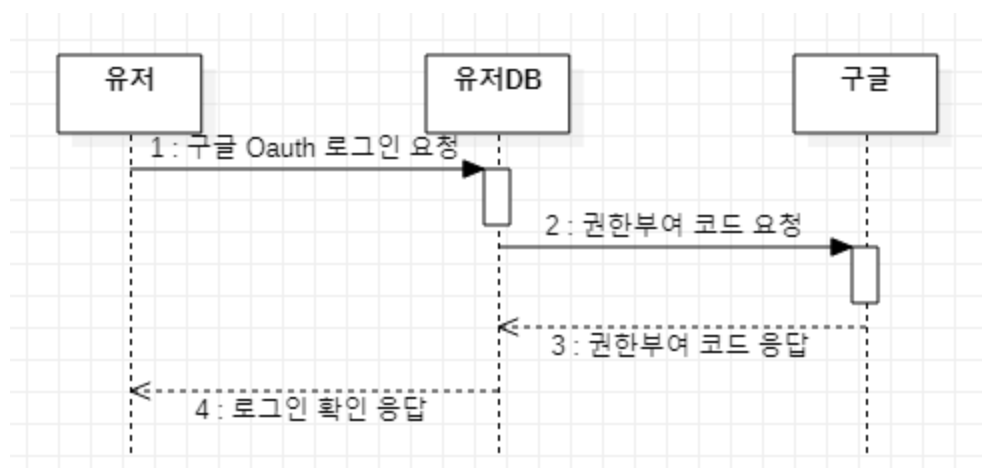 유저
유저DB
구글
1 : 구글 Oauth 로그인 요청
2 : 권한부여 코드 요청
3 : 권한부여 코드 응답
4 : 로그인 확인 응답